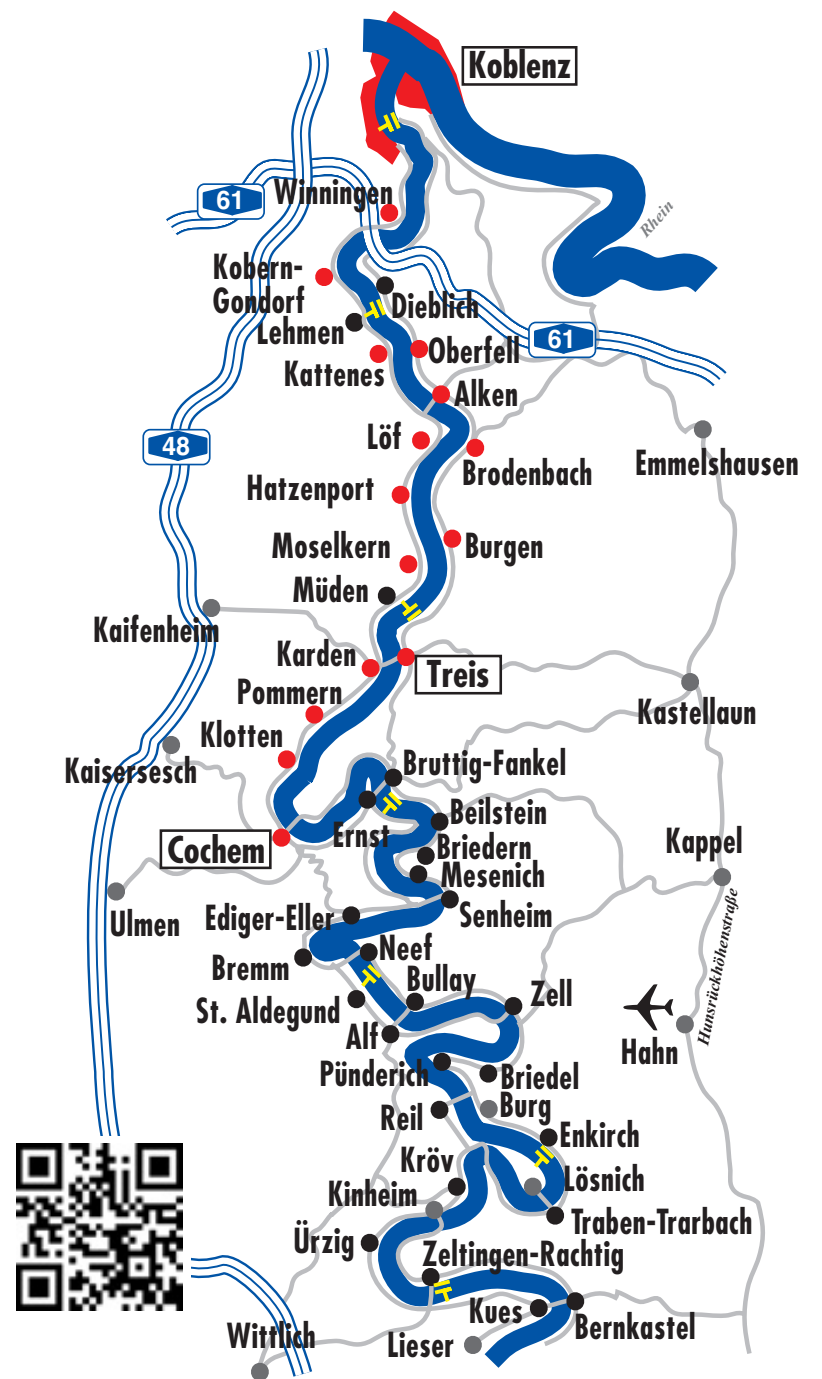 Koblenz
Rhein
61
Winningen
Kobern-
Gondorf
Dieblich
Lehmen
61
Oberfell
Kattenes
Alken
48
Löf
Brodenbach
Emmelshausen
Hatzenport
Moselkern
Burgen
Müden
Kaifenheim
Karden
Treis
Pommern
Kastellaun
Klotten
Kaisersesch
Bruttig-Fankel
Ernst
Beilstein
Cochem
Briedern
Kappel
Mesenich
Ulmen
Ediger-Eller
Senheim
Hunsrückhöhenstraße
Bremm
Neef
Bullay
Zell
St. Aldegund
Alf
Hahn
Pünderich
Briedel
Reil
Burg
Enkirch
Kröv
Lösnich
Kinheim
Traben-Trarbach
Ürzig
Zeltingen-Rachtig
Kues
Bernkastel
Wittlich
Lieser